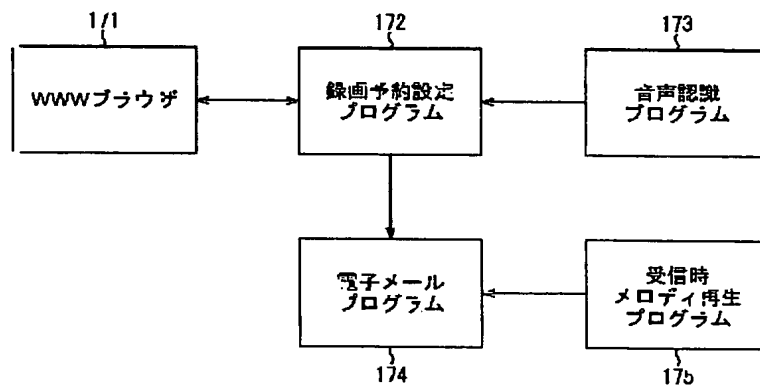 171
172
173
WWWブラウザ
録画予約設定
プログラム
音声認識
プログラム
電子メール
プログラム
受信時
メロディ再生
プログラム
174
175